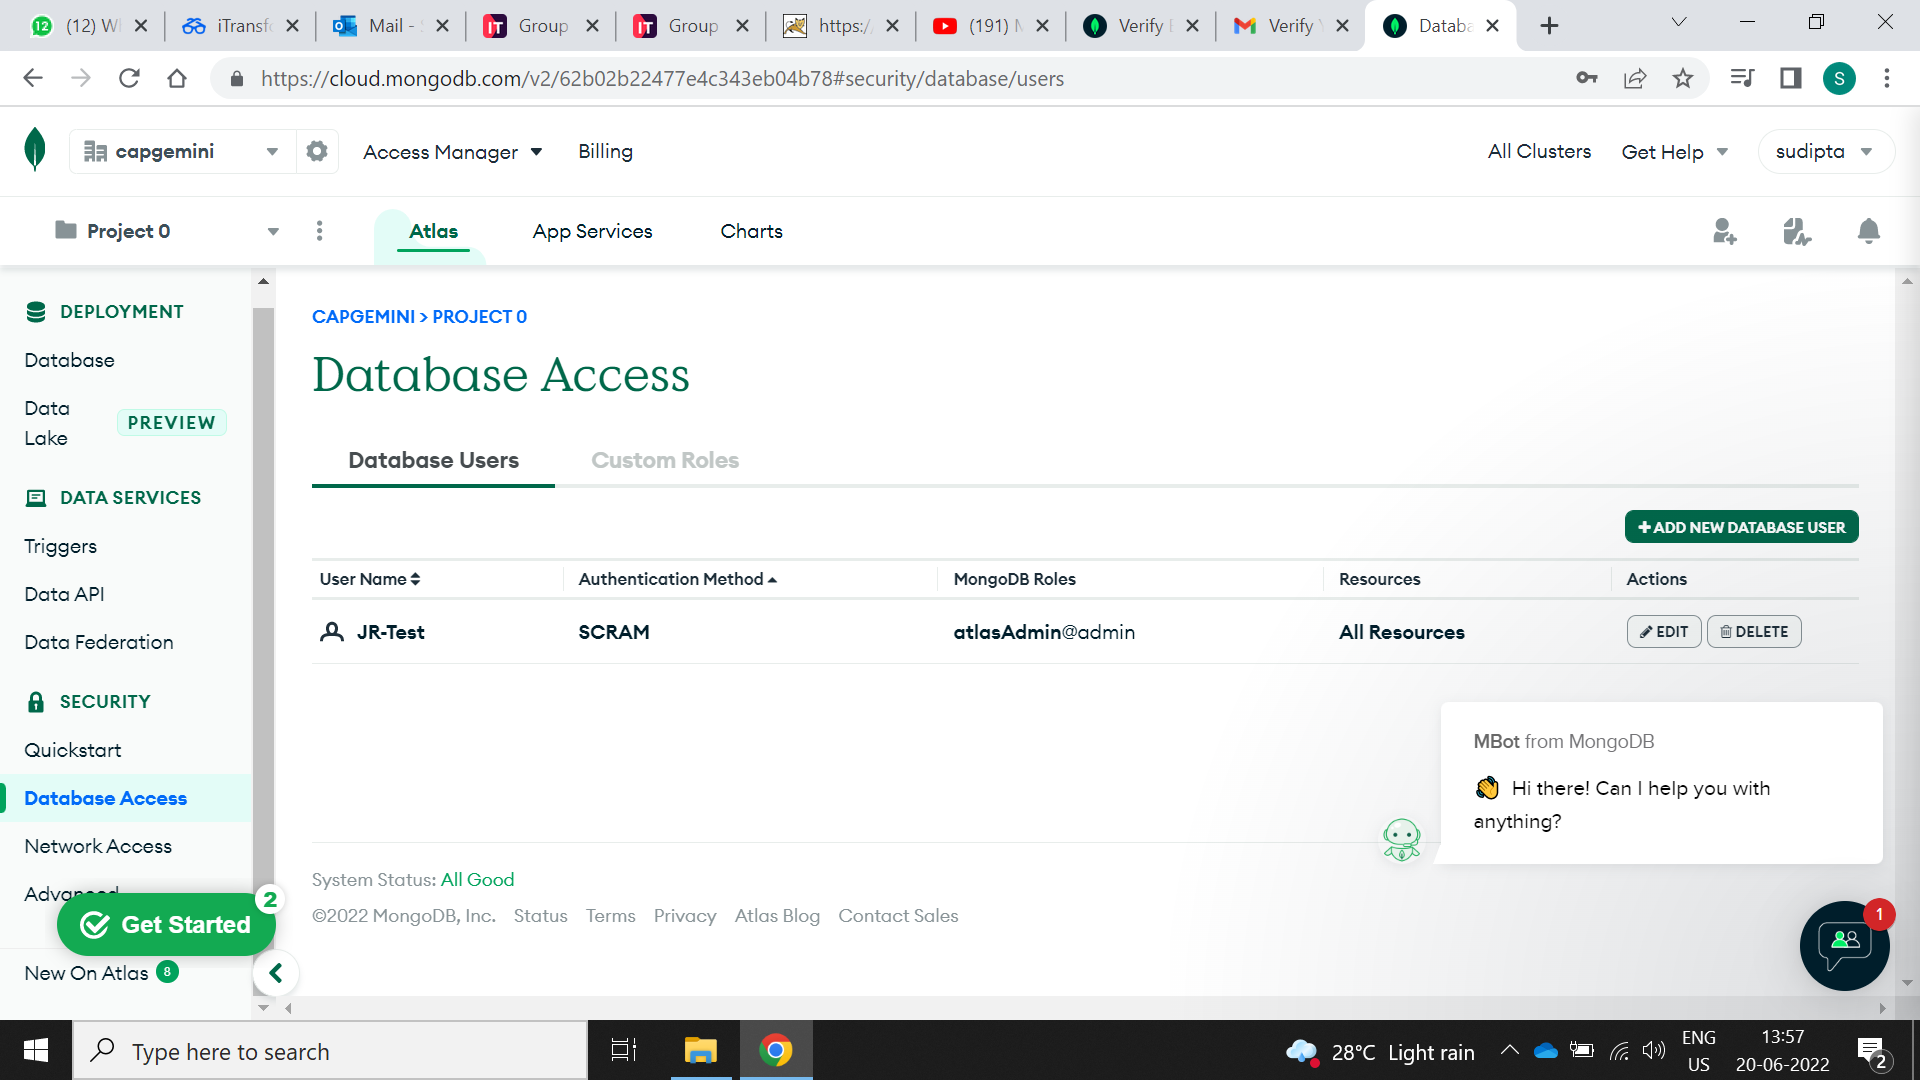 12
(12) W
iTransfo
Mail -
Group
Group
https:/
(191) M
Verify
Verify
Databa
https://cloud.mongodb.com/v2/62b02b22477e4c343eb04b78#security/database/users
S
capgemini
Access Manager
Billing
All Clusters
Get Help
sudipta
Project 0
Atlas
App Services
Charts
DEPLOYMENT
Database
Data Lake
PREVIEW
DATA SERVICES
Triggers
Data API
Data Federation
SECURITY
Quickstart
Database Access
Network Access
Advanced
Get Started
2
New On Atlas 8
CAPGEMINI > PROJECT 0
Database Access
Database Users
Custom Roles
+ ADD NEW DATABASE USER
User Name
Authentication Method
MongoDB Roles
Resources
Actions
JR-Test
SCRAM
atlasAdmin@admin
All Resources
EDIT
DELETE
MBot from MongoDB
Hi there! Can I help you with
anything?
System Status: All Good
©2022 MongoDB, Inc. Status Terms Privacy Atlas Blog Contact Sales
1
Type here to search
28°C Light rain
ENG
US
13:57
20-06-2022
2